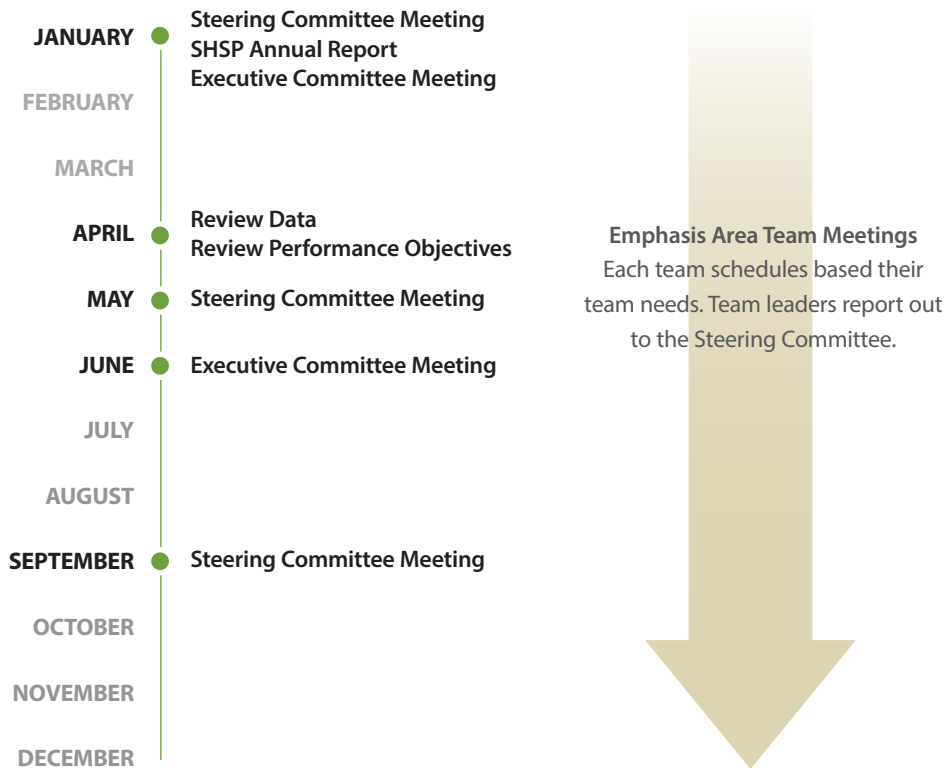 JANUARY
Steering Committee Meeting
SHSP Annual Report
Executive Committee Meeting
FEBRUARY
MARCH
APRIL
Review Data
Review Performance Objectives
MAY
Steering Committee Meeting
JUNE
Executive Committee Meeting
JULY
AUGUST
SEPTEMBER
Steering Committee Meeting
OCTOBER
NOVEMBER
DECEMBER
Emphasis Area Team Meetings
Each team schedules based their
team needs. Team leaders report out
to the Steering Committee.